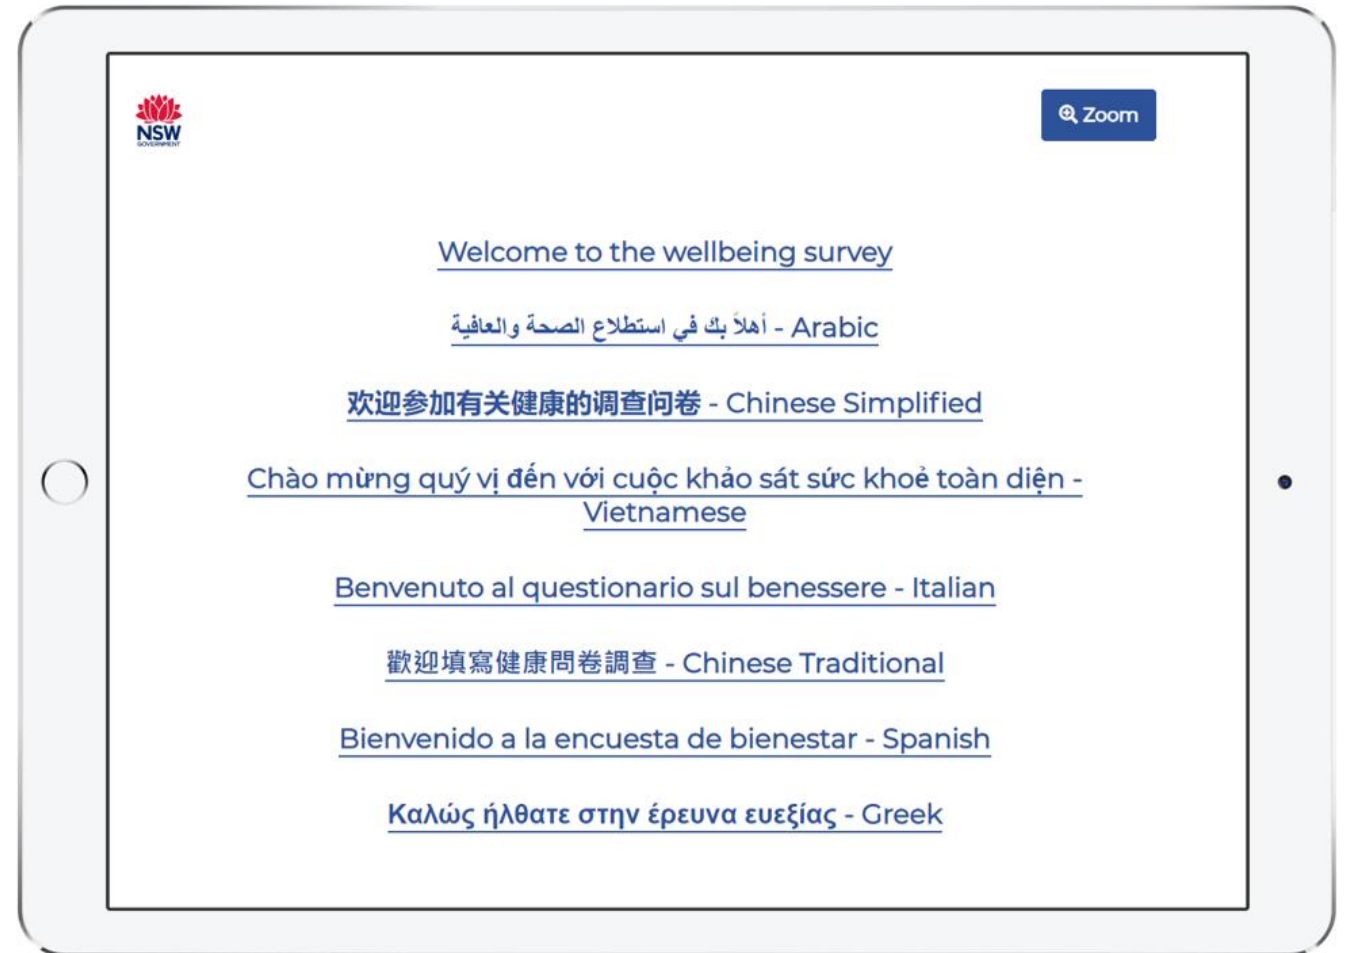 NSW
GOVERNMENT
Zoom
Welcome to the wellbeing survey
أهلاً بك في استطلاع الصحة والعافية - Arabic
欢迎参加有关健康的调查问卷 - Chinese Simplified
Chào mừng quý vị đến với cuộc khảo sát sức khoẻ toàn diện -
Vietnamese
Benvenuto al questionario sul benessere - Italian
歡迎填寫健康問卷調查 - Chinese Traditional
Bienvenido a la encuesta de bienestar - Spanish
Καλώς ήλθατε στην έρευνα ευεξίας - Greek